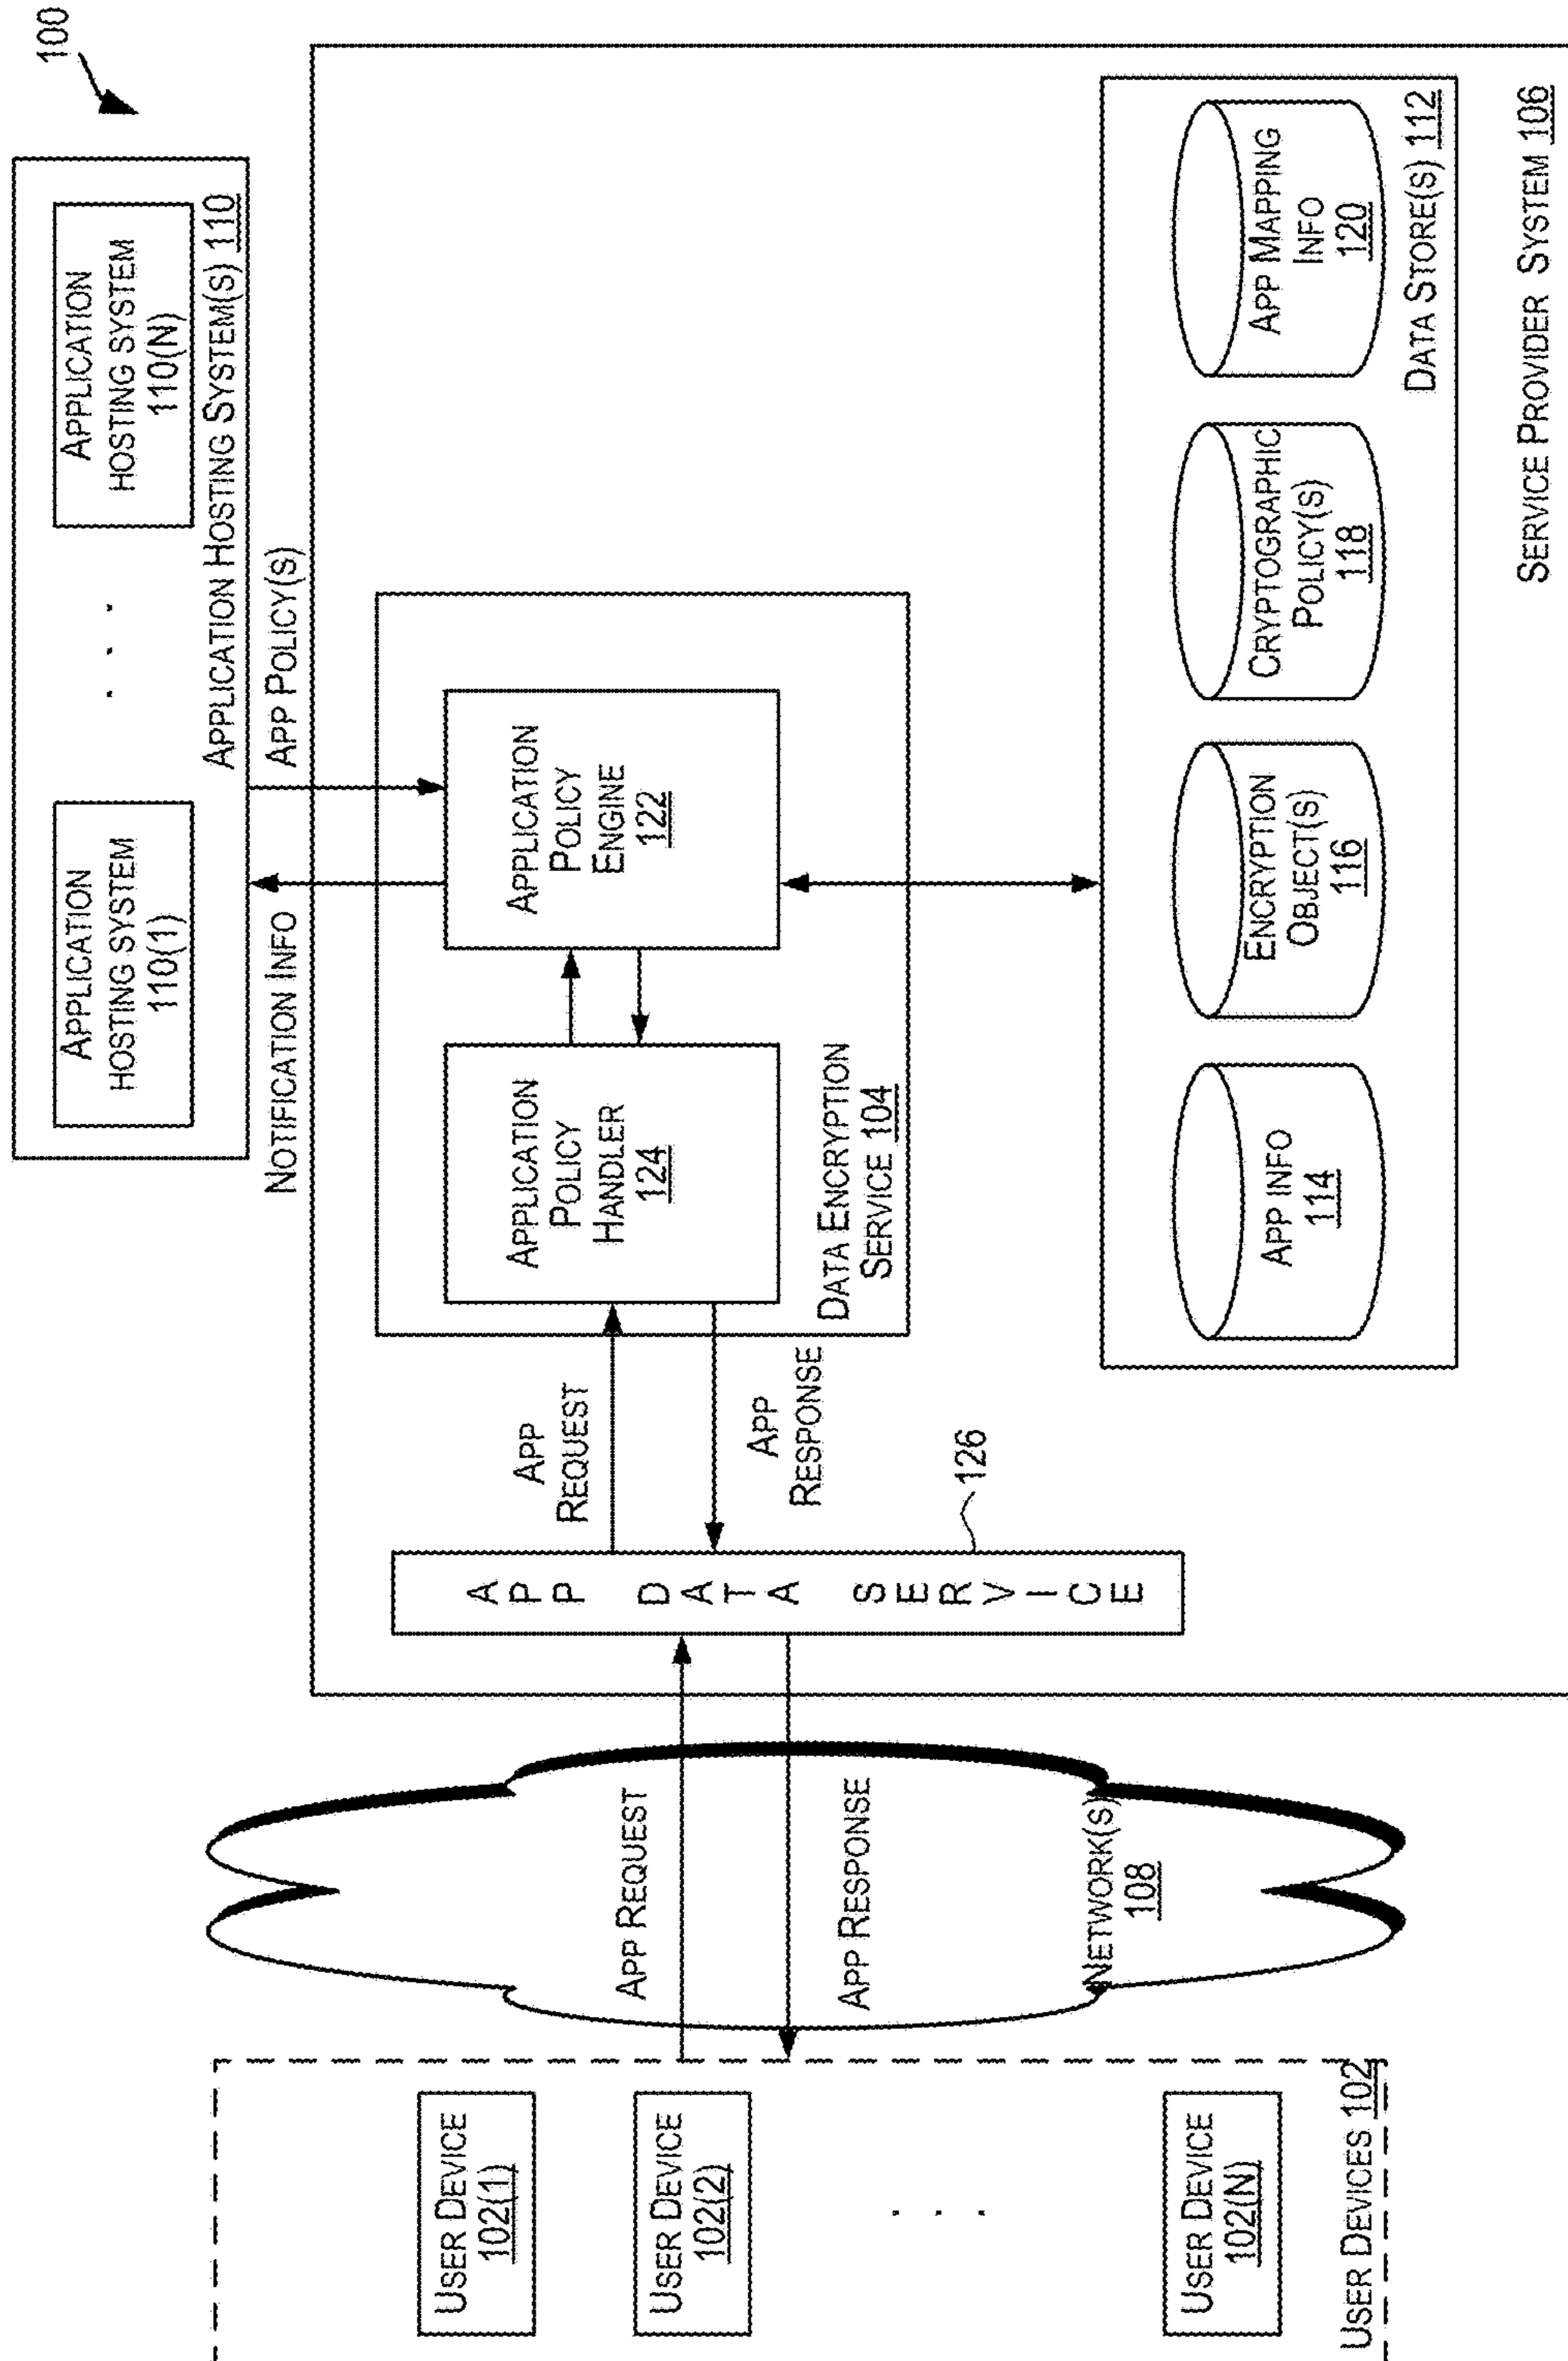 100
APPLICATION
HOSTING SYSTEM
110(1)
. . .
APPLICATION
HOSTING SYSTEM
110(N)
APPLICATION HOSTING SYSTEM(S) 110
NOTIFICATION INFO
APP POLICY(S)
USER DEVICE
102(1)
USER DEVICE
102(2)
. . .
USER DEVICE
102(N)
USER DEVICES 102
APP REQUEST
APP RESPONSE
NETWORK(S)
108
APP DATA SERVICE
126
APP
REQUEST
APP
RESPONSE
APPLICATION
POLICY
HANDLER
124
APPLICATION
POLICY
ENGINE
122
DATA ENCRYPTION
SERVICE 104
APP INFO
114
ENCRYPTION
OBJECT(S)
116
CRYPTOGRAPHIC
POLICY(S)
118
APP MAPPING
INFO
120
DATA STORE(S) 112
SERVICE PROVIDER SYSTEM 106